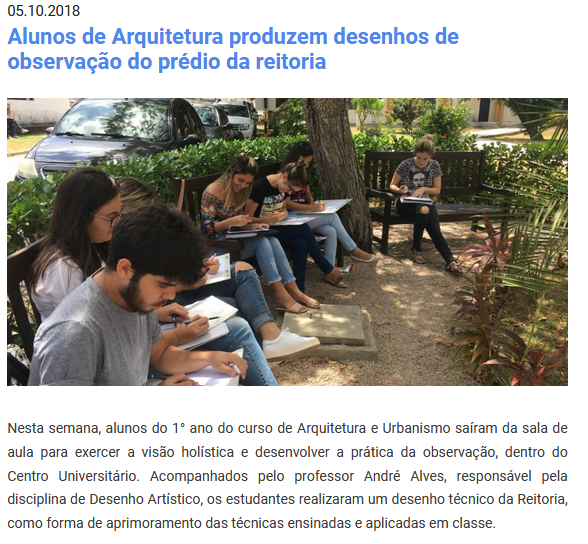 05.10.2018
Alunos de Arquitetura produzem desenhos de
observação do prédio da reitoria
Nesta semana, alunos do 1° ano do curso de Arquitetura e Urbanismo saíram da sala de
aula para exercer a visão holística e desenvolver a prática da observação, dentro do
Centro Universitário. Acompanhados pelo professor André Alves, responsável pela
disciplina de Desenho Artístico, os estudantes realizaram um desenho técnico da Reitoria,
como forma de aprimoramento das técnicas ensinadas e aplicadas em classe.